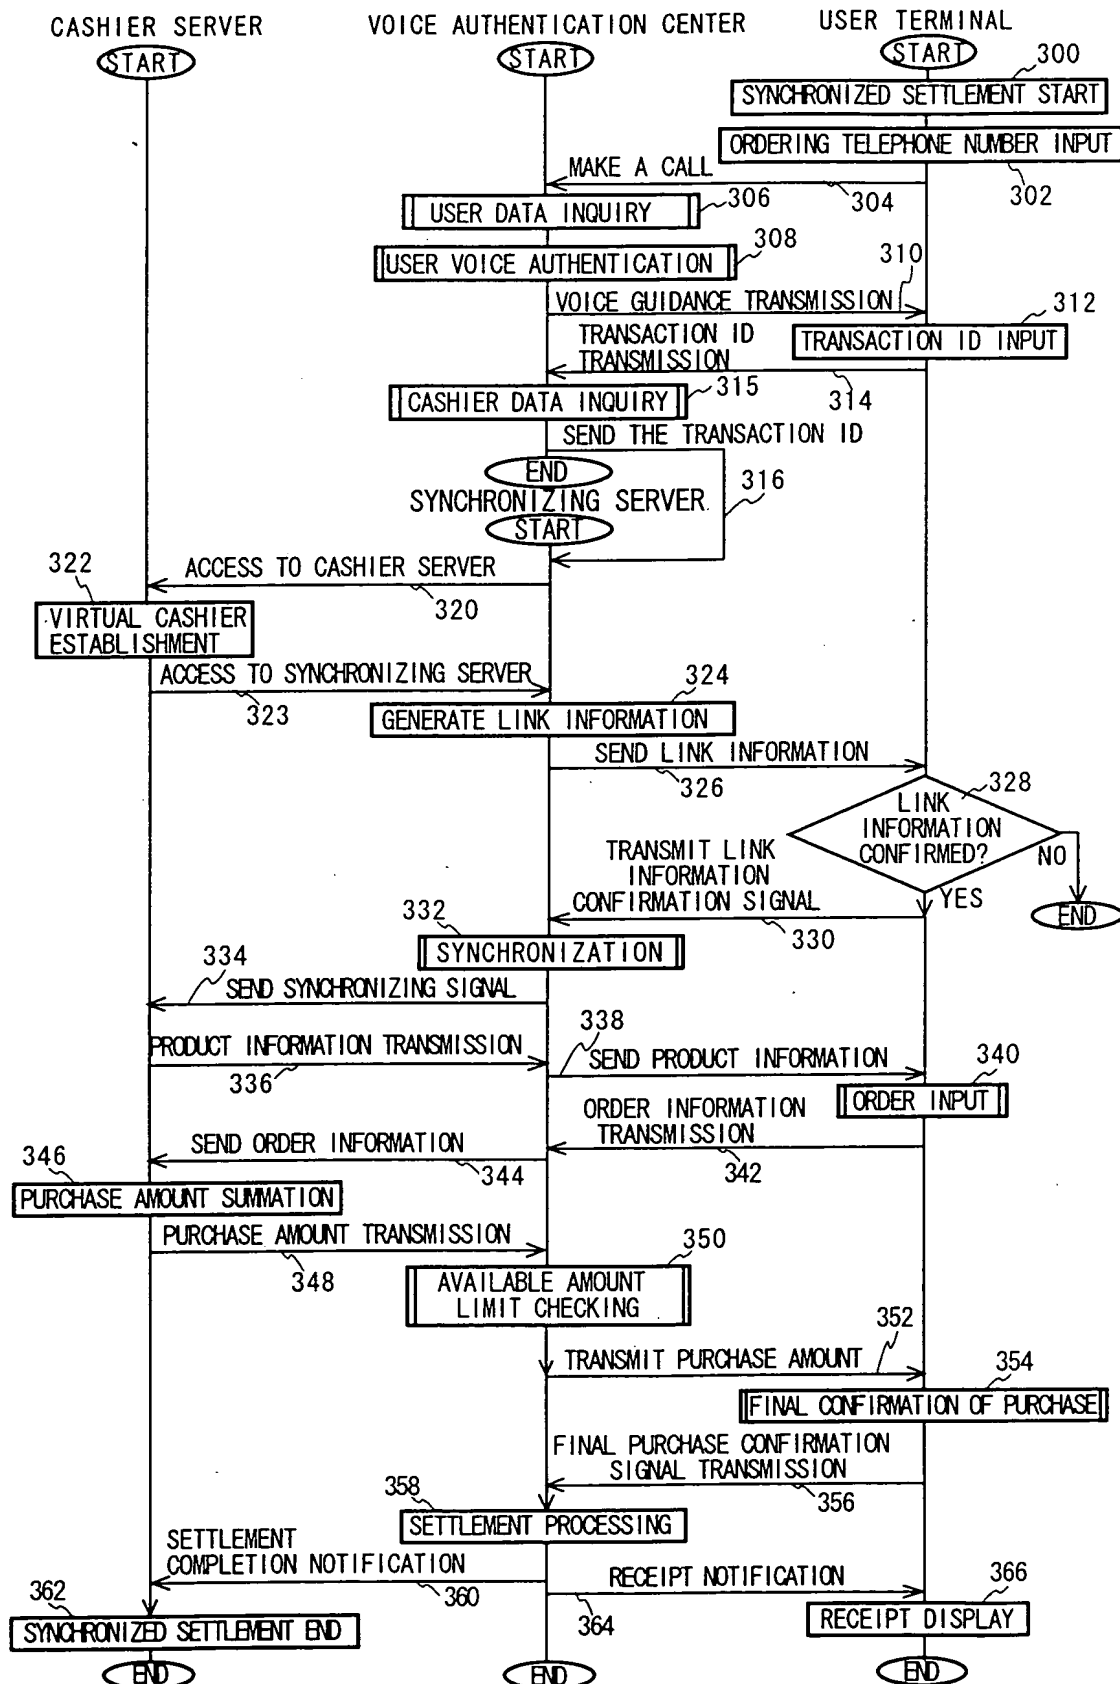 CASHIER SERVER
VOICE AUTHENTICATION CENTER
USER TERMINAL
START
START
START
300
SYNCHRONIZED SETTLEMENT START
ORDERING TELEPHONE NUMBER INPUT
302
MAKE A CALL
304
USER DATA INQUIRY
306
USER VOICE AUTHENTICATION
308
310
VOICE GUIDANCE TRANSMISSION
312
TRANSACTION ID INPUT
TRANSACTION ID
TRANSMISSION
314
CASHIER DATA INQUIRY
315
SEND THE TRANSACTION ID
END
316
SYNCHRONIZING SERVER
START
322
ACCESS TO CASHIER SERVER
320
VIRTUAL CASHIER
ESTABLISHMENT
ACCESS TO SYNCHRONIZING SERVER
323
324
GENERATE LINK INFORMATION
SEND LINK INFORMATION
326
328
LINK
INFORMATION
CONFIRMED?
NO
YES
END
TRANSMIT LINK
INFORMATION
CONFIRMATION SIGNAL
330
332
SYNCHRONIZATION
334
SEND SYNCHRONIZING SIGNAL
PRODUCT INFORMATION TRANSMISSION
336
338
SEND PRODUCT INFORMATION
340
ORDER INPUT
ORDER INFORMATION
TRANSMISSION
342
SEND ORDER INFORMATION
344
346
PURCHASE AMOUNT SUMMATION
PURCHASE AMOUNT TRANSMISSION
348
350
AVAILABLE AMOUNT
LIMIT CHECKING
352
TRANSMIT PURCHASE AMOUNT
354
FINAL CONFIRMATION OF PURCHASE
FINAL PURCHASE CONFIRMATION
SIGNAL TRANSMISSION
356
358
SETTLEMENT PROCESSING
SETTLEMENT
COMPLETION NOTIFICATION
360
RECEIPT NOTIFICATION
364
362
SYNCHRONIZED SETTLEMENT END
366
RECEIPT DISPLAY
END
END
END